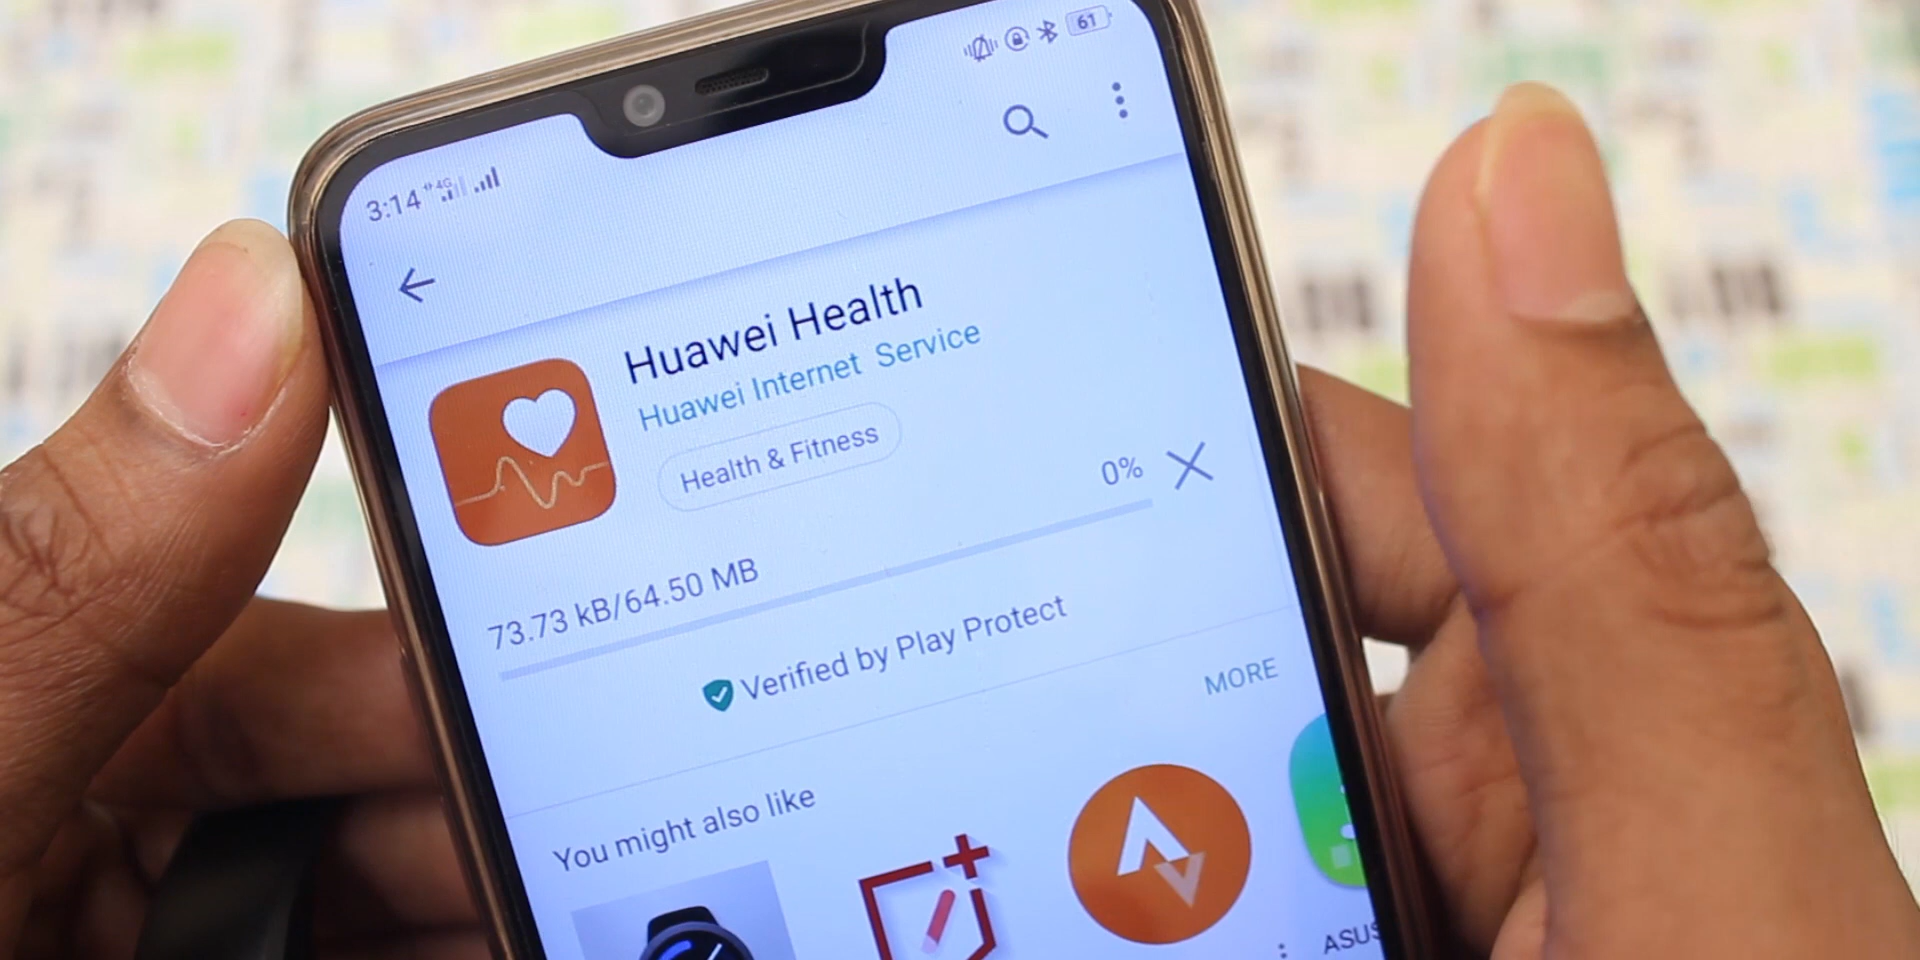 3:14 4G 61
Huawei Health
Huawei Internet Service
Health & Fitness
0%
73.73 kB/64.50 MB
Verified by Play Protect
You might also like MORE
ASUS